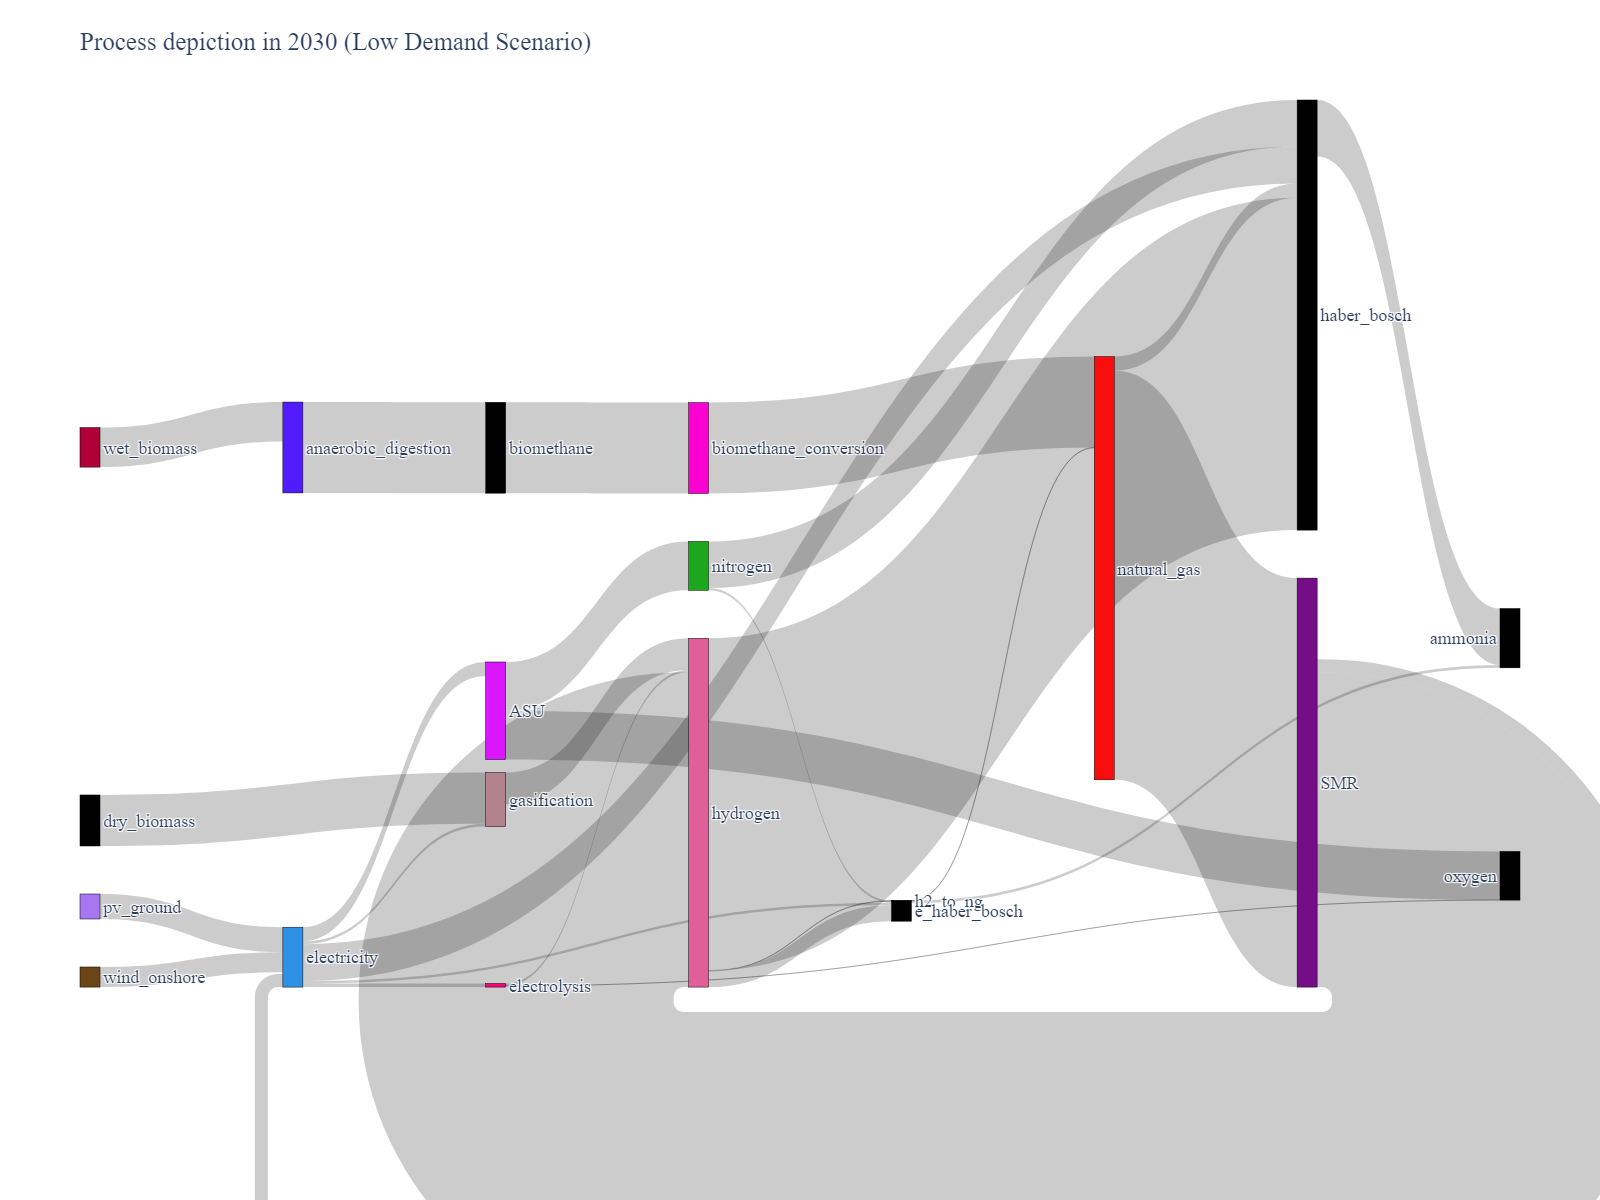 Process depiction in 2030 (Low Demand Scenario)
haber_bosch
wet_biomass
anaerobic_digestion
biomethane
biomethane_conversion
nitrogen
natural_gas
ammonia
ASU
gasification
SMR
hydrogen
dry_biomass
oxygen
pv_ground
h2_to_ng
e_haber_bosch
electricity
wind_onshore
electrolysis